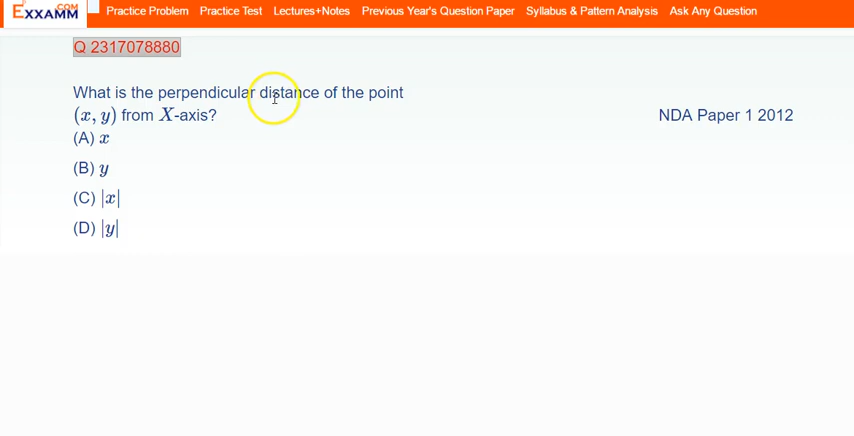 EXXAMM .COM
Practice Problem Practice Test Lectures+Notes Previous Year's Question Paper Syllabus & Pattern Analysis Ask Any Question
Q 2317078880
What is the perpendicular distance of the point
(x, y) from X-axis? NDA Paper 1 2012
(A) x
(B) y
(C) |x|
(D) |y|